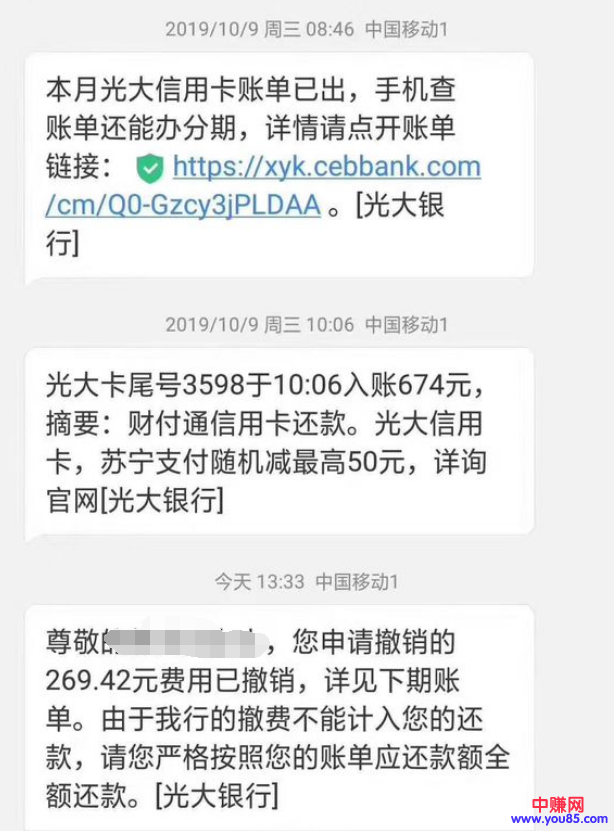 2019/10/9 周三 08:46 中国移动1
本月光大信用卡账单已出，手机查
账单还能办分期，详情请点开账单
链接： https://xyk.cebbank.com
/cm/Q0-Gzcy3jPLDAA 。[光大银
行]
2019/10/9 周三 10:06 中国移动1
光大卡尾号3598于10:06入账674元，
摘要：财付通信用卡还款。光大信用
卡，苏宁支付随机减最高50元，详询
官网[光大银行]
今天 13:33 中国移动1
尊敬，您申请撤销的
269.42元费用已撤销，详见下期账
单。由于我行的撤费不能计入您的还
款，请您严格按照您的账单应还款额全
额还款。[光大银行]
中赚网
www.you85.com